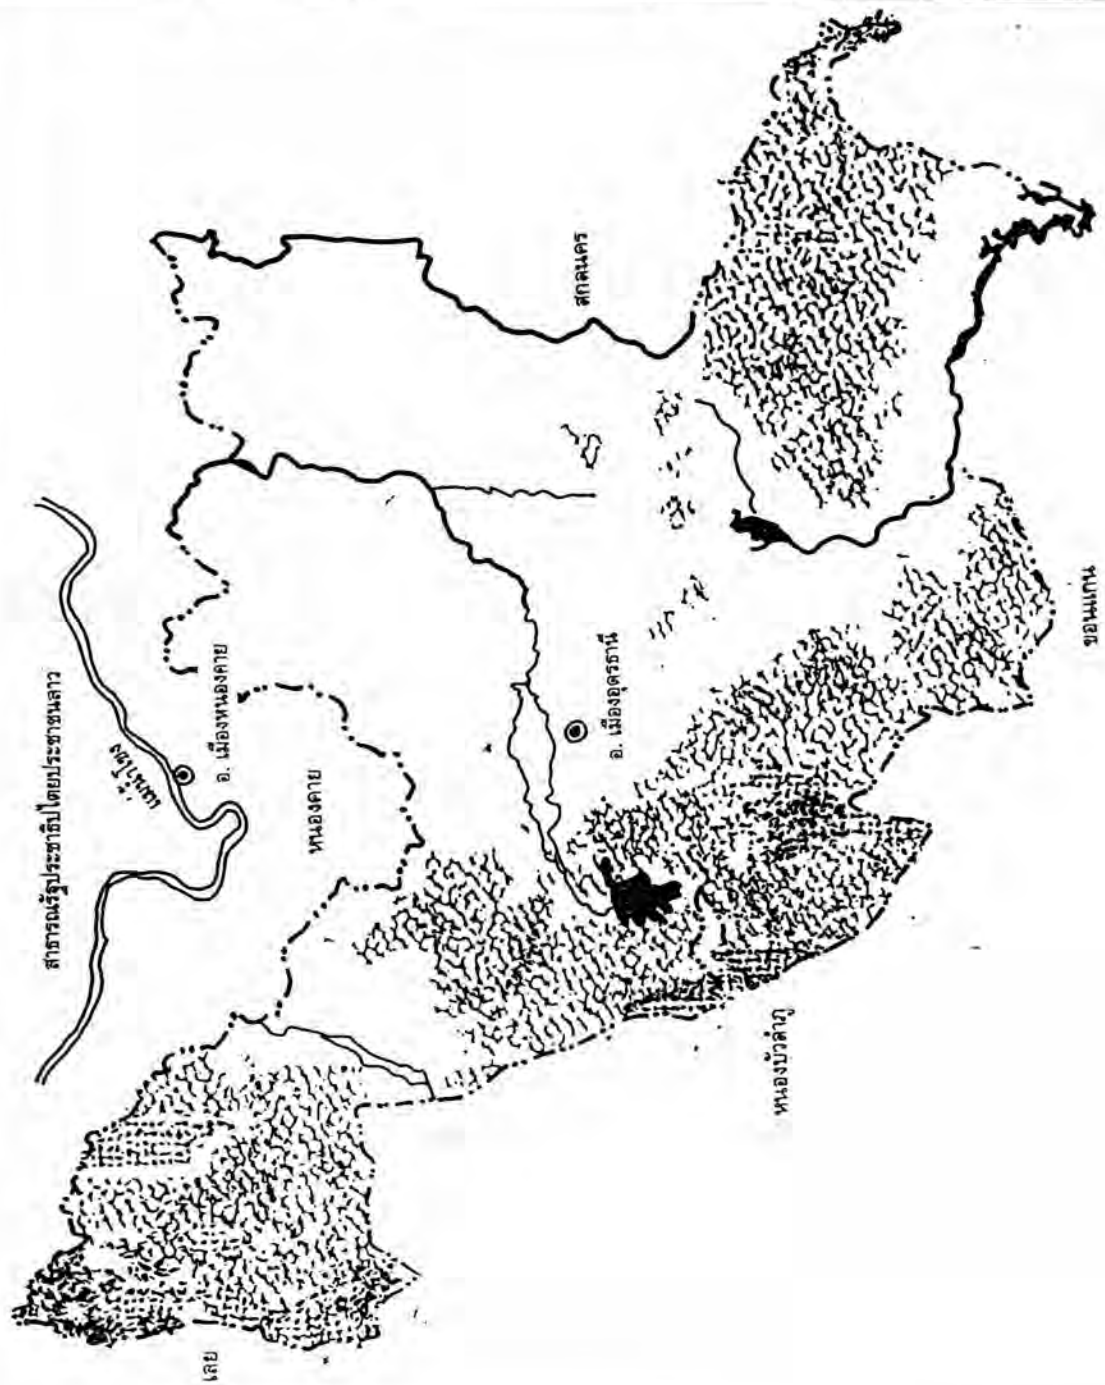 สาธารณรัฐประชาธิปไตยประชาชนลาว
แม่น้ำโขง
อ. เมืองหนองคาย
หนองคาย
เลย
สกลนคร
อ. เมืองอุดรธานี
หนองบัวลำภู
ขอนแก่น